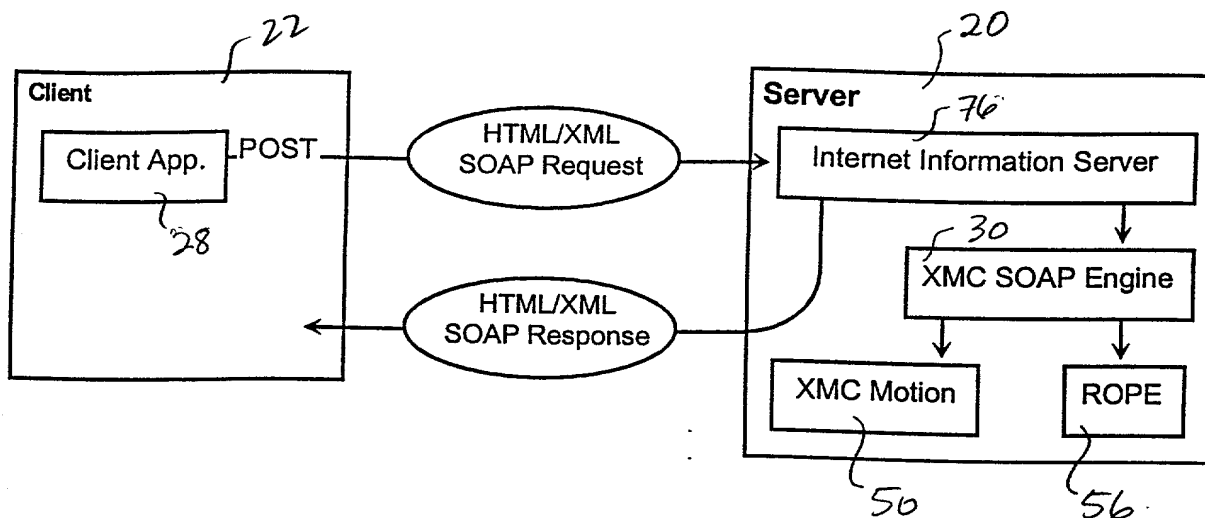 22
20
Client
Server
76
Client App.
POST
HTML/XML
SOAP Request
Internet Information Server
28
30
XMC SOAP Engine
HTML/XML
SOAP Response
XMC Motion
ROPE
50
56